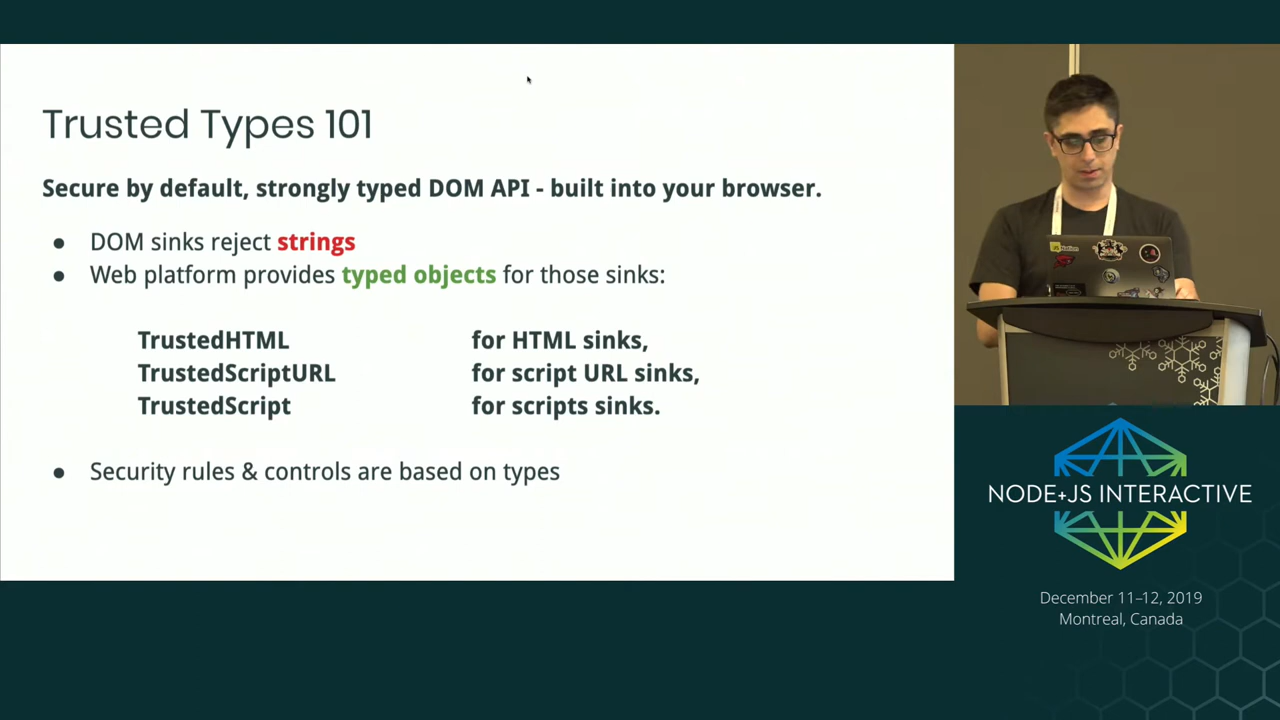 Trusted Types 101
Secure by default, strongly typed DOM API - built into your browser.
● DOM sinks reject strings
● Web platform provides typed objects for those sinks:
TrustedHTML for HTML sinks,
TrustedScriptURL for script URL sinks,
TrustedScript for scripts sinks.
● Security rules & controls are based on types
NODE+JS INTERACTIVE
December 11–12, 2019
Montreal, Canada